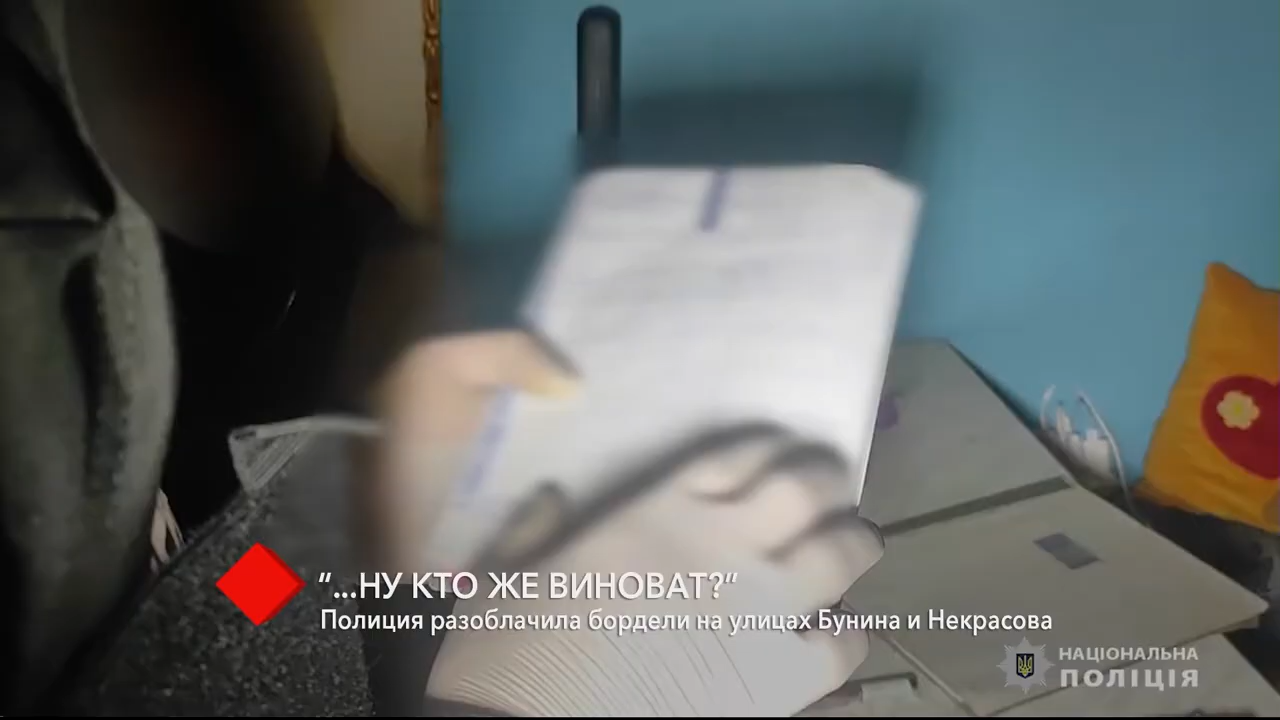 “...НУ КТО ЖЕ ВИНОВАТ?“
Полиция разоблачила бордели на улицах Бунина и Некрасова
НАЦІОНАЛЬНА
ПОЛІЦІЯ